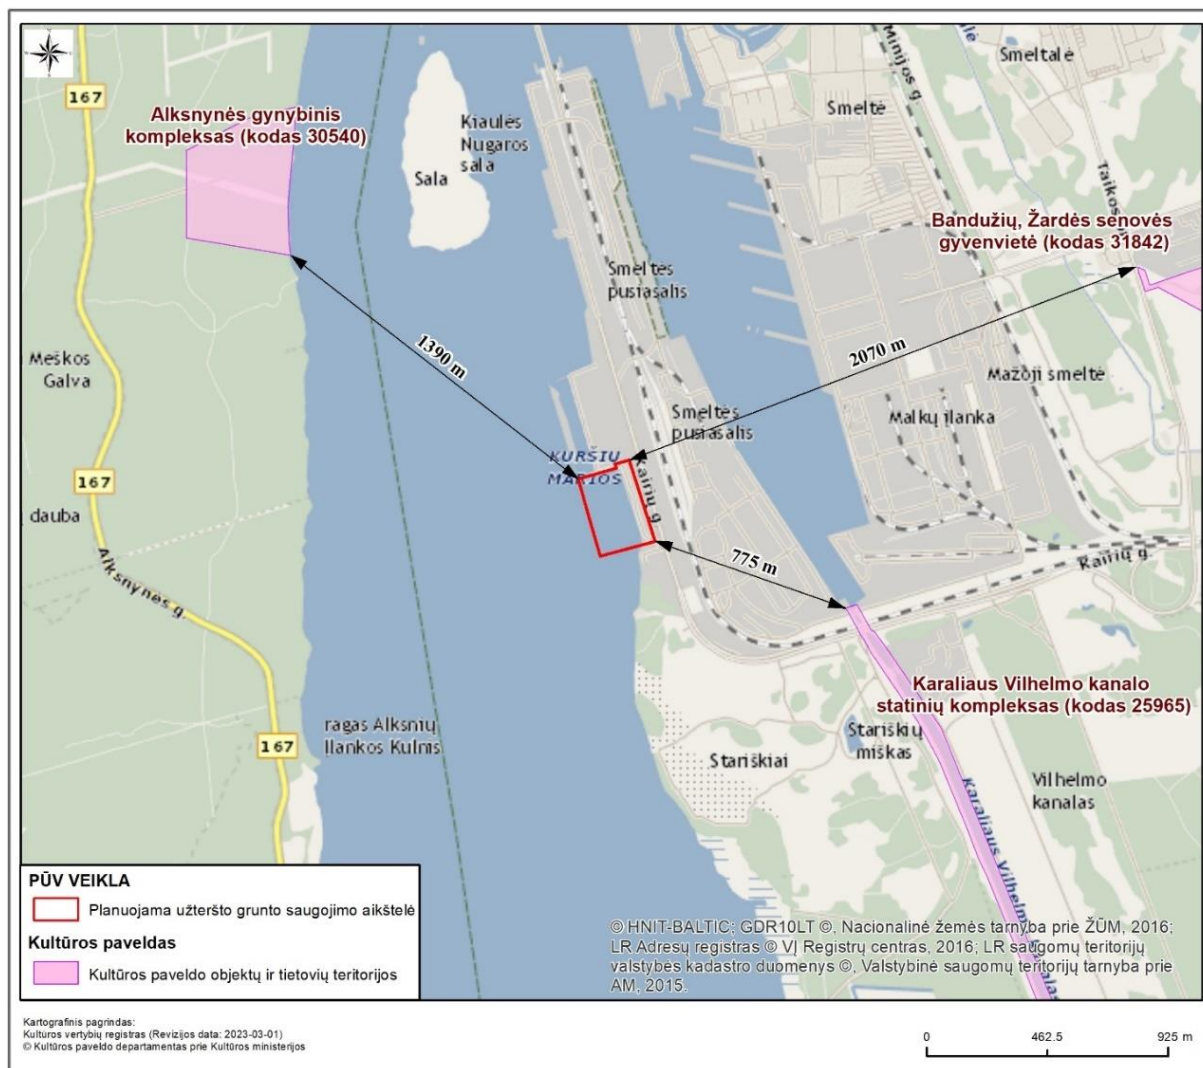 167
Alksnynės gynybinis
kompleksas (kodas 30540)
Kiaulės
Nugaros
sala
Sala
Minijos g.
Smeltalė
Smeltė
Taikos
Bandužių, Žardės senovės
gyvenvietė (kodas 31842)
Smeltės
pusiasalis
1390 m
2070 m
Meškos
Galva
Mažoji smeltė
Smeltės
pusiasalis
Malkų įlanka
KURŠIŲ
MARIOS
Kairių g.
167
dauba
Alksnynės g.
775 m
Kairių g.
Karaliaus Vilhelmo kanalo
statinių kompleksas (kodas 25965)
ragas Alksnių
Įlankos Kulnis
167
Stariškių
miškas
Stariškiai
Vilhelmo
kanalas
Karaliaus Vilhelmo
PŪV VEIKLA
Planuojama užteršto grunto saugojimo aikštelė
Kultūros paveldas
Kultūros paveldo objektų ir tietovių teritorijos
© HNIT-BALTIC; GDR10LT ©, Nacionalinė žemės tarnyba prie ŽŪM, 2016;
LR Adresų registras © VĮ Registrų centras, 2016; LR saugomų teritorijų
valstybės kadastro duomenys ©, Valstybinė saugomų teritorijų tarnyba prie
AM, 2015.
Kartografinis pagrindas:
Kultūros vertybių registras (Revizijos data: 2023-03-01)
© Kultūros paveldo departamentas prie Kultūros ministerijos
0 462.5 925 m